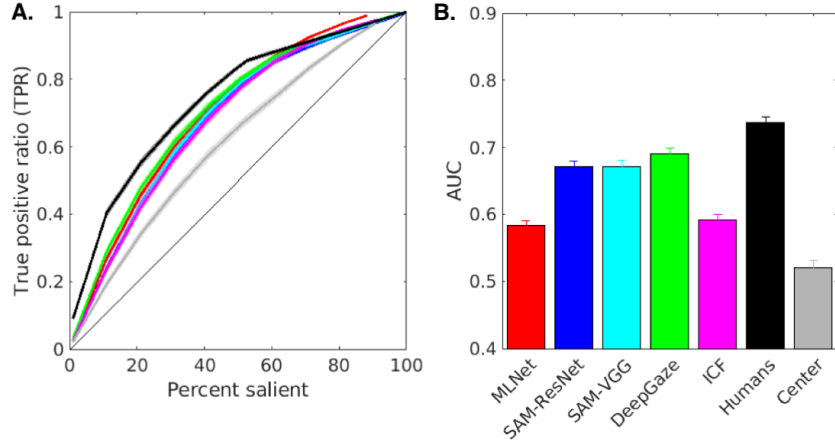 A.
True positive ratio (TPR)
1
0.8
0.6
0.4
0.2
0
0
20
40
60
80
100
Percent salient
B.
AUC
0.9
0.8
0.7
0.6
0.5
0.4
MLNet
SAM-ResNet
SAM-VGG
DeepGaze
ICF
Humans
Center